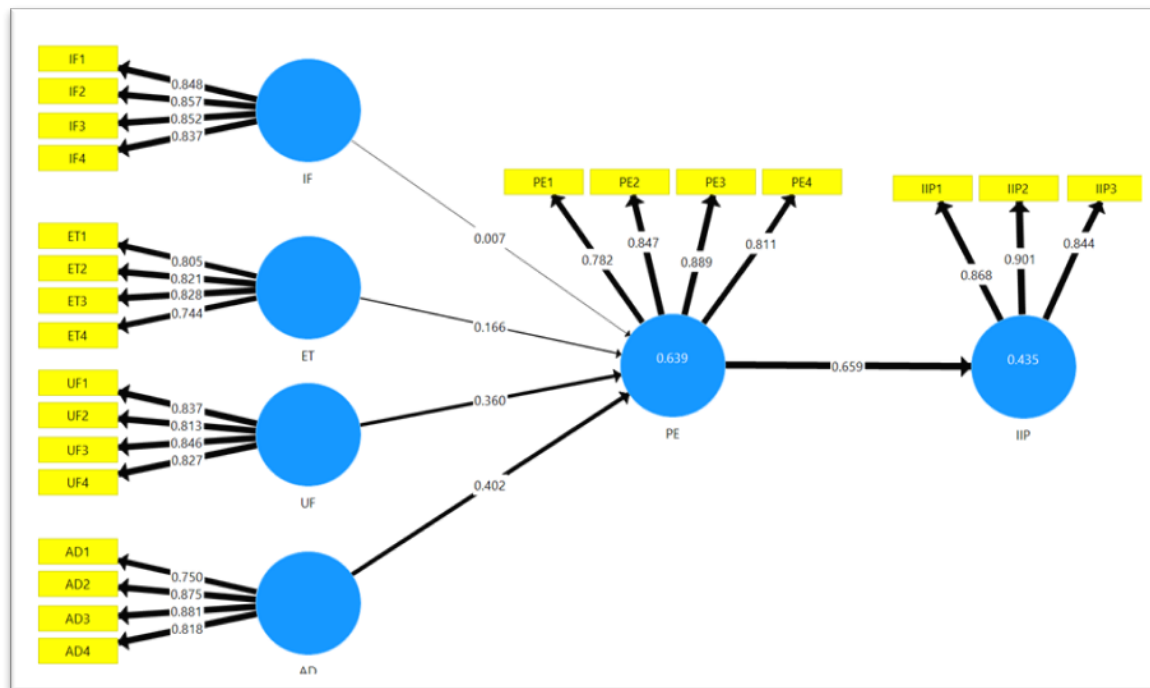 IF1
0.848
IF2
0.857
IF3
0.852
IF4
0.837
IF
ET1
0.805
ET2
0.821
ET3
0.828
ET4
0.744
ET
UF1
0.837
UF2
0.813
UF3
0.846
UF4
0.827
UF
AD1
0.750
AD2
0.875
AD3
0.881
AD4
0.818
AD
0.007
0.166
0.360
0.402
PE1 PE2 PE3 PE4
0.782 0.847 0.889 0.811
0.639
PE
0.659
IIP1 IIP2 IIP3
0.868 0.901 0.844
0.435
IIP